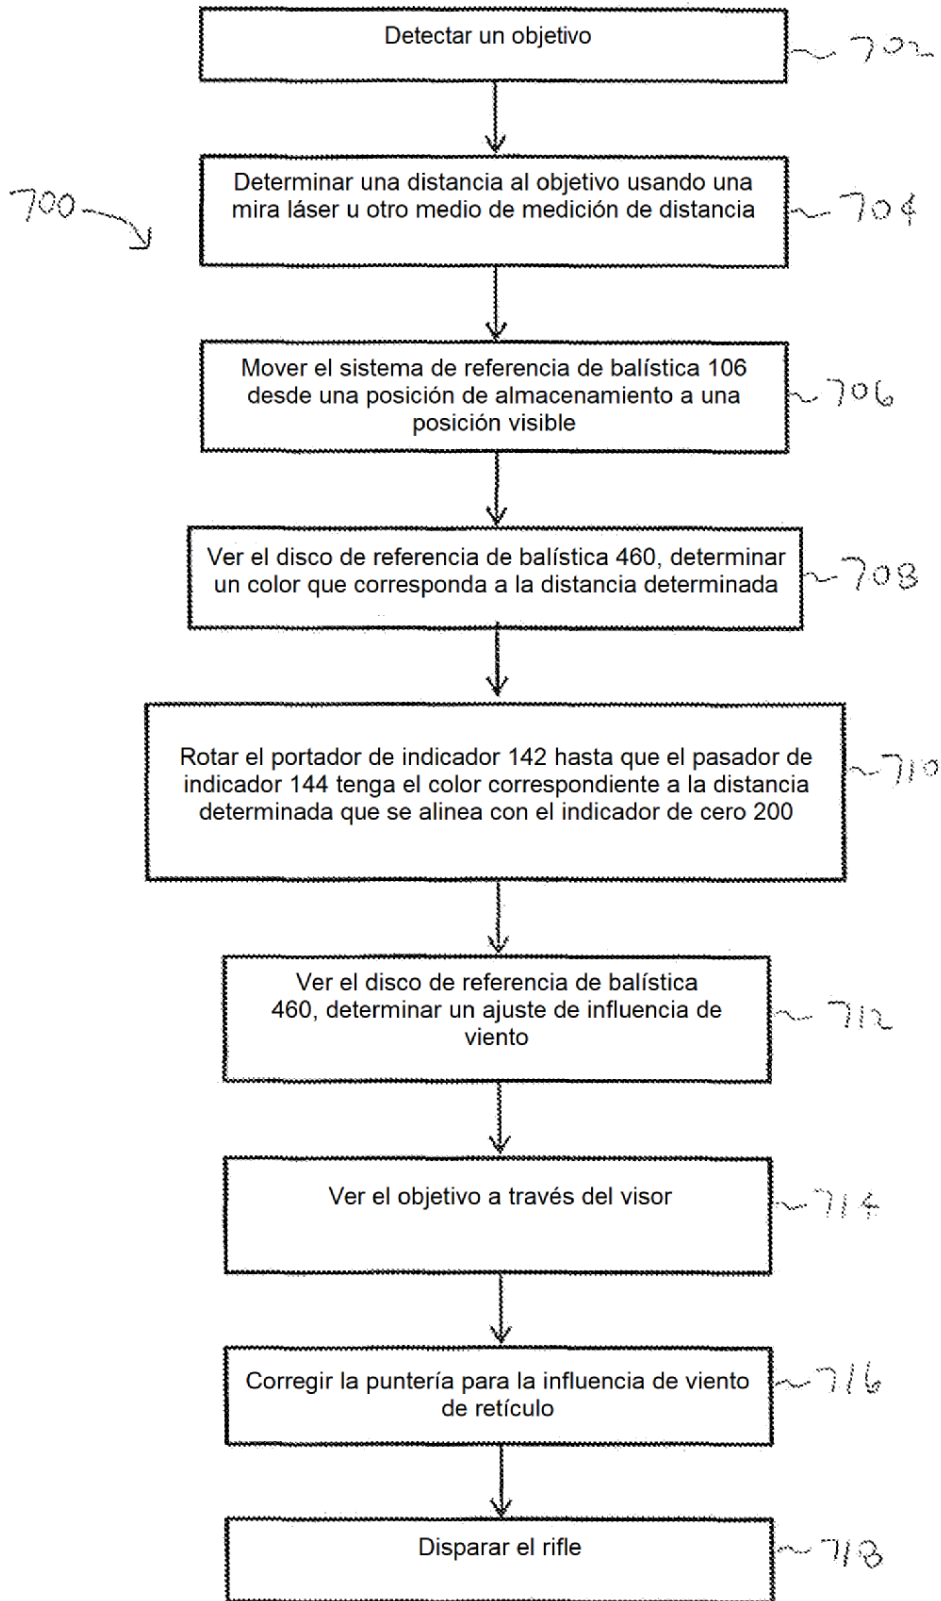 Detectar un objetivo
702
700
Determinar una distancia al objetivo usando una
mira láser u otro medio de medición de distancia
704
Mover el sistema de referencia de balística 106
desde una posición de almacenamiento a una
posición visible
706
Ver el disco de referencia de balística 460, determinar
un color que corresponda a la distancia determinada
708
Rotar el portador de indicador 142 hasta que el pasador de
indicador 144 tenga el color correspondiente a la distancia
determinada que se alinea con el indicador de cero 200
710
Ver el disco de referencia de balística
460, determinar un ajuste de influencia de
viento
712
Ver el objetivo a través del visor
714
Corregir la puntería para la influencia de viento
de retículo
716
Disparar el rifle
718